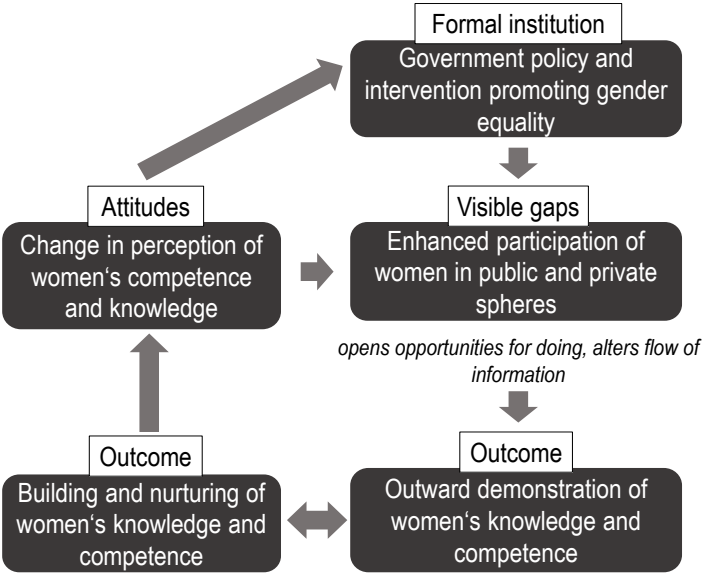 Formal institution
Government policy and
intervention promoting gender
equality
Attitudes
Change in perception of
women‘s competence
and knowledge
Visible gaps
Enhanced participation of
women in public and private
spheres
opens opportunities for doing, alters flow of
information
Outcome
Building and nurturing of
women‘s knowledge and
competence
Outcome
Outward demonstration of
women‘s knowledge and
competence